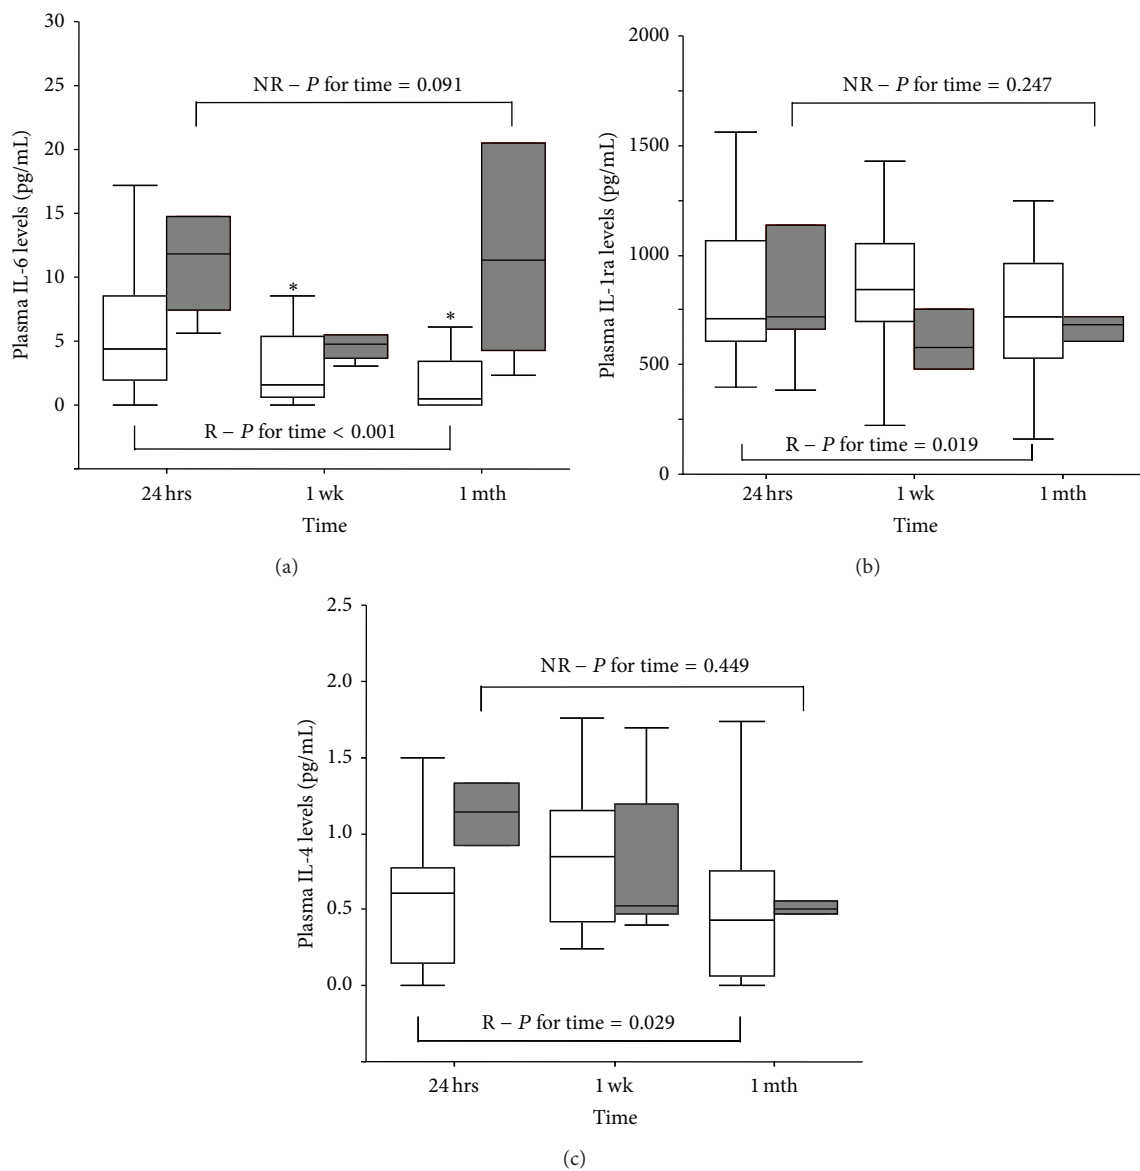 30
25
20
15
10
5
0
Plasma IL-6 levels (pg/mL)
NR – P for time = 0.091
*
*
R – P for time < 0.001
24 hrs 1 wk 1 mth
Time
(a)
2000
1500
1000
500
0
Plasma IL-1ra levels (pg/mL)
NR – P for time = 0.247
R – P for time = 0.019
24 hrs 1 wk 1 mth
Time
(b)
2.5
2.0
1.5
1.0
0.5
0.0
Plasma IL-4 levels (pg/mL)
NR – P for time = 0.449
R – P for time = 0.029
24 hrs 1 wk 1 mth
Time
(c)